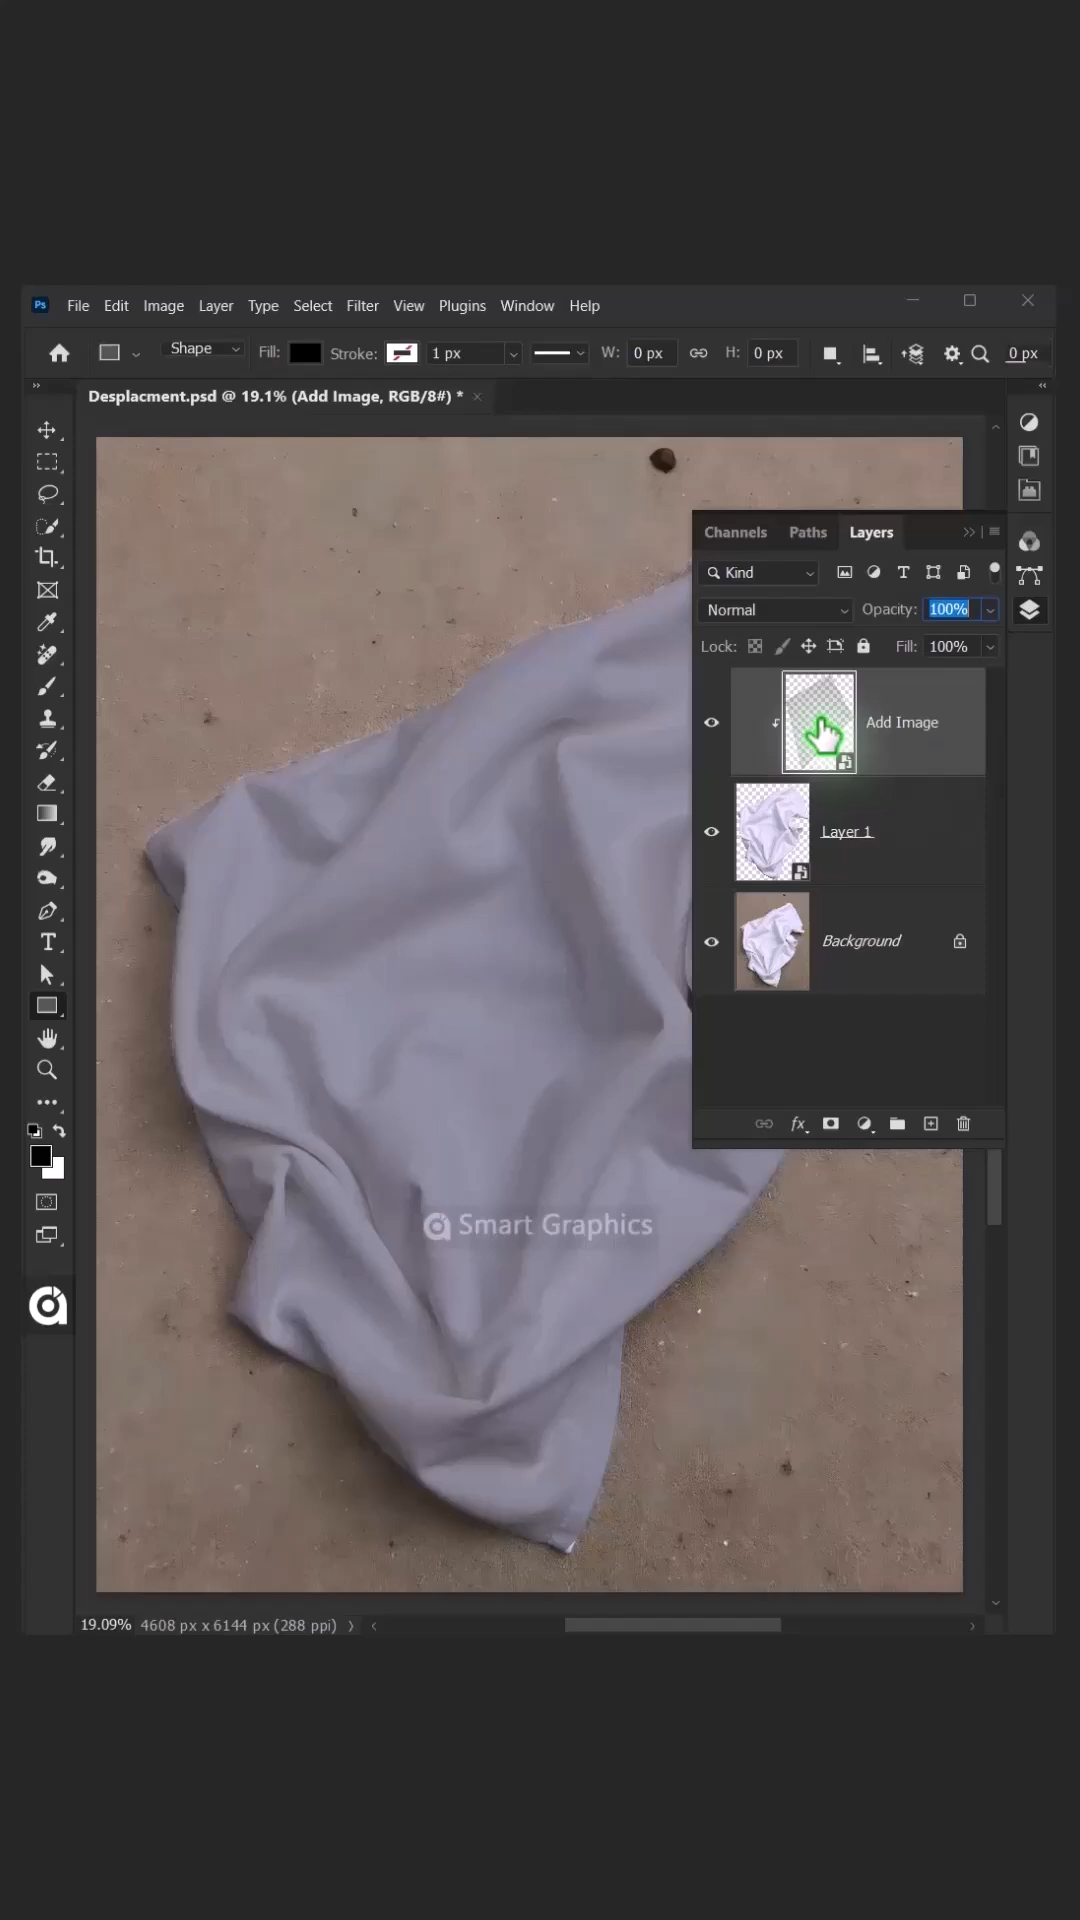 Ps File Edit Image Layer Type Select Filter View Plugins Window Help
Shape Fill: Stroke: 1 px W: 0 px H: 0 px 0 px
Desplacment.psd @ 19.1% (Add Image, RGB/8#) *
Channels Paths Layers
Kind
Normal Opacity: 100%
Lock: Fill: 100%
Add Image
Layer 1
Background
fx
Smart Graphics
19.09% 4608 px x 6144 px (288 ppi)